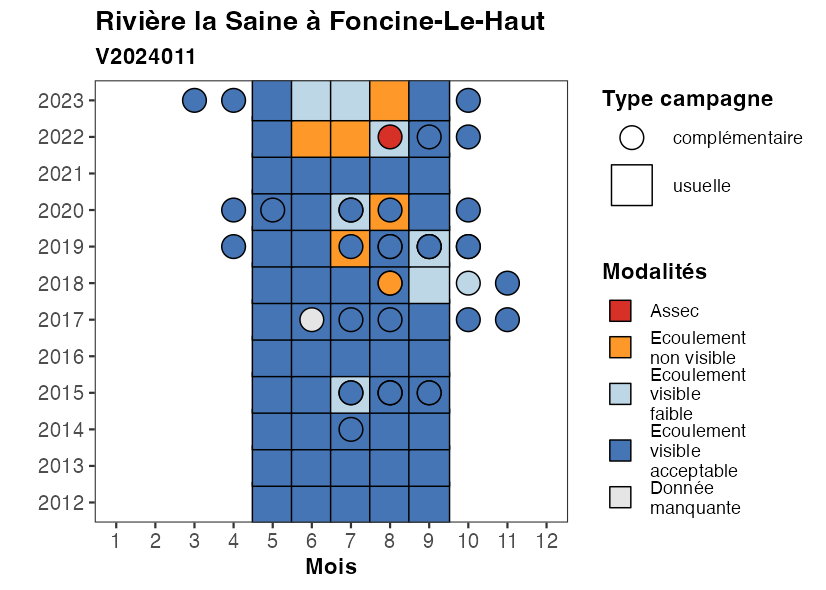 Rivière la Saine à Foncine-Le-Haut
V2024011
2023
2022
2021
2020
2019
2018
2017
2016
2015
2014
2013
2012
1 2 3 4 5 6 7 8 9 10 11 12
Mois
Type campagne
complémentaire
usuelle
Modalités
Assec
Ecoulement
non visible
Ecoulement
visible
faible
Ecoulement
visible
acceptable
Donnée
manquante